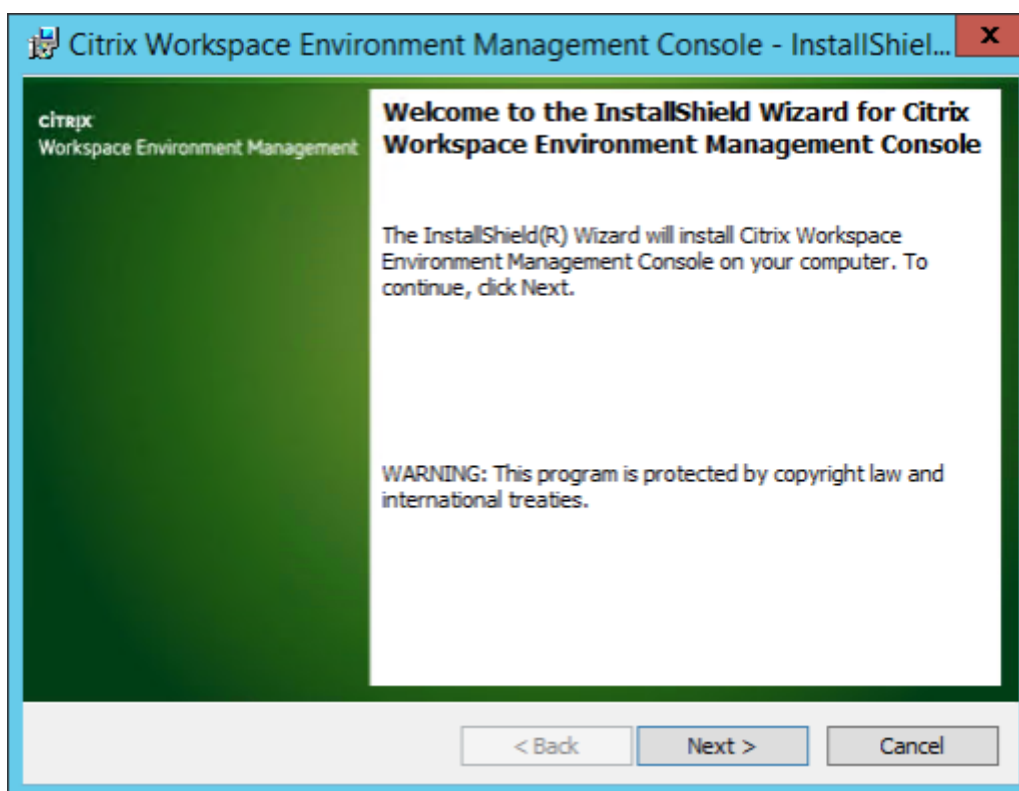 Citrix Workspace Environment Management Console - InstallShiel...
x
CITRIX
Workspace Environment Management
Welcome to the InstallShield Wizard for Citrix
Workspace Environment Management Console
The InstallShield(R) Wizard will install Citrix Workspace
Environment Management Console on your computer. To
continue, click Next.
WARNING: This program is protected by copyright law and
international treaties.
< Back
Next >
Cancel